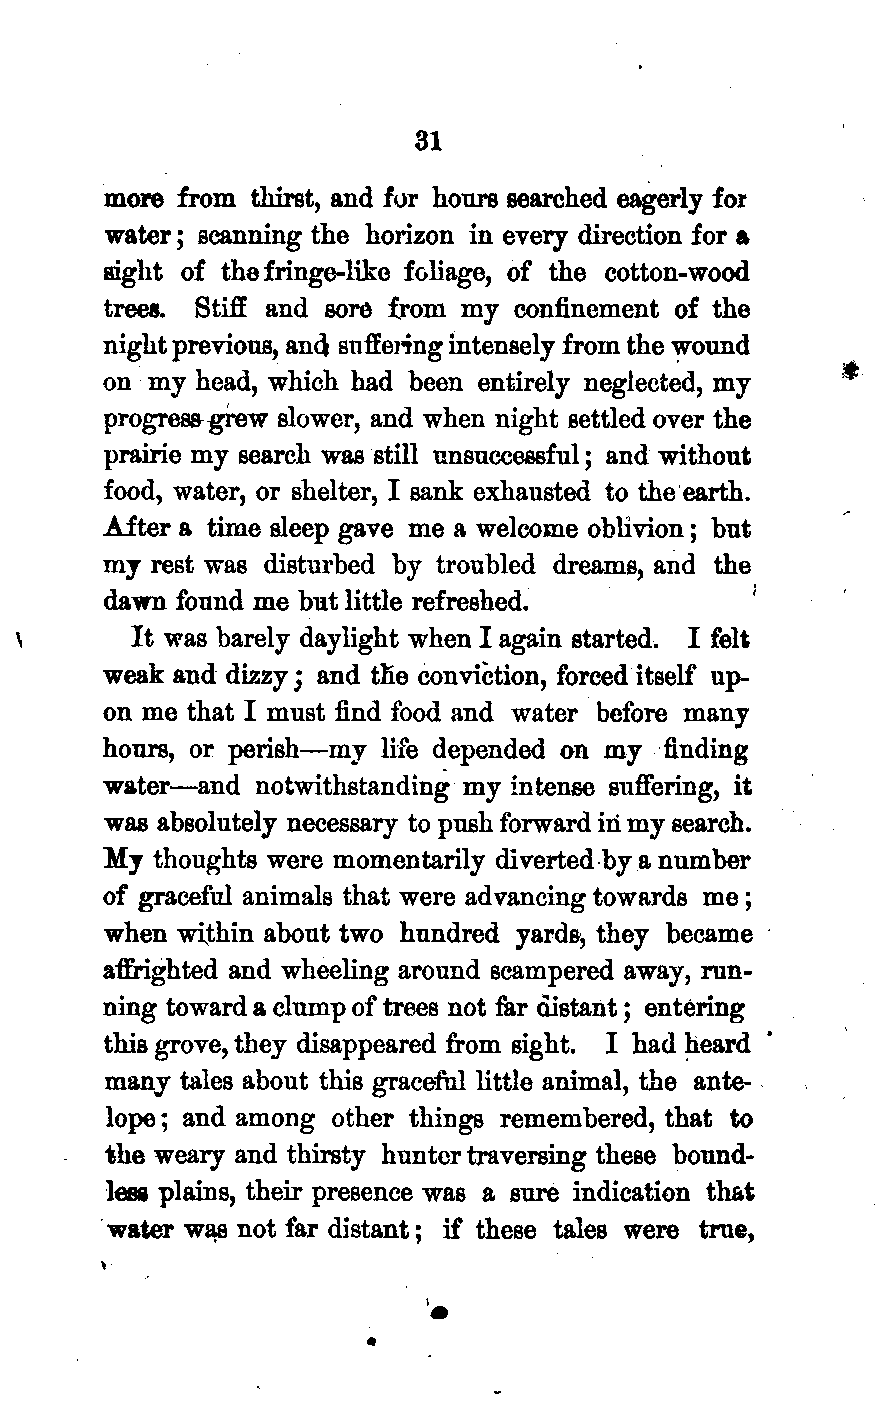 31
more from thirst, and for hours searched eagerly for
water; scanning the horizon in every direction for a
sight of the fringe-like foliage, of the cotton-wood
trees. Stiff and sore from my confinement of the
night previous, and suffering intensely from the wound
on my head, which had been entirely neglected, my
progress grew slower, and when night settled over the
prairie my search was still unsuccessful; and without
food, water, or shelter, I sank exhausted to the earth.
After a time sleep gave me a welcome oblivion; but
my rest was disturbed by troubled dreams, and the
dawn found me but little refreshed.
It was barely daylight when I again started. I felt
weak and dizzy; and the conviction, forced itself up-
on me that I must find food and water before many
hours, or perish—my life depended on my finding
water—and notwithstanding my intense suffering, it
was absolutely necessary to push forward in my search.
My thoughts were momentarily diverted by a number
of graceful animals that were advancing towards me;
when within about two hundred yards, they became
affrighted and wheeling around scampered away, run-
ning toward a clump of trees not far distant; entering
this grove, they disappeared from sight. I had heard
many tales about this graceful little animal, the ante-
lope; and among other things remembered, that to
the weary and thirsty hunter traversing these bound-
less plains, their presence was a sure indication that
water was not far distant; if these tales were true,